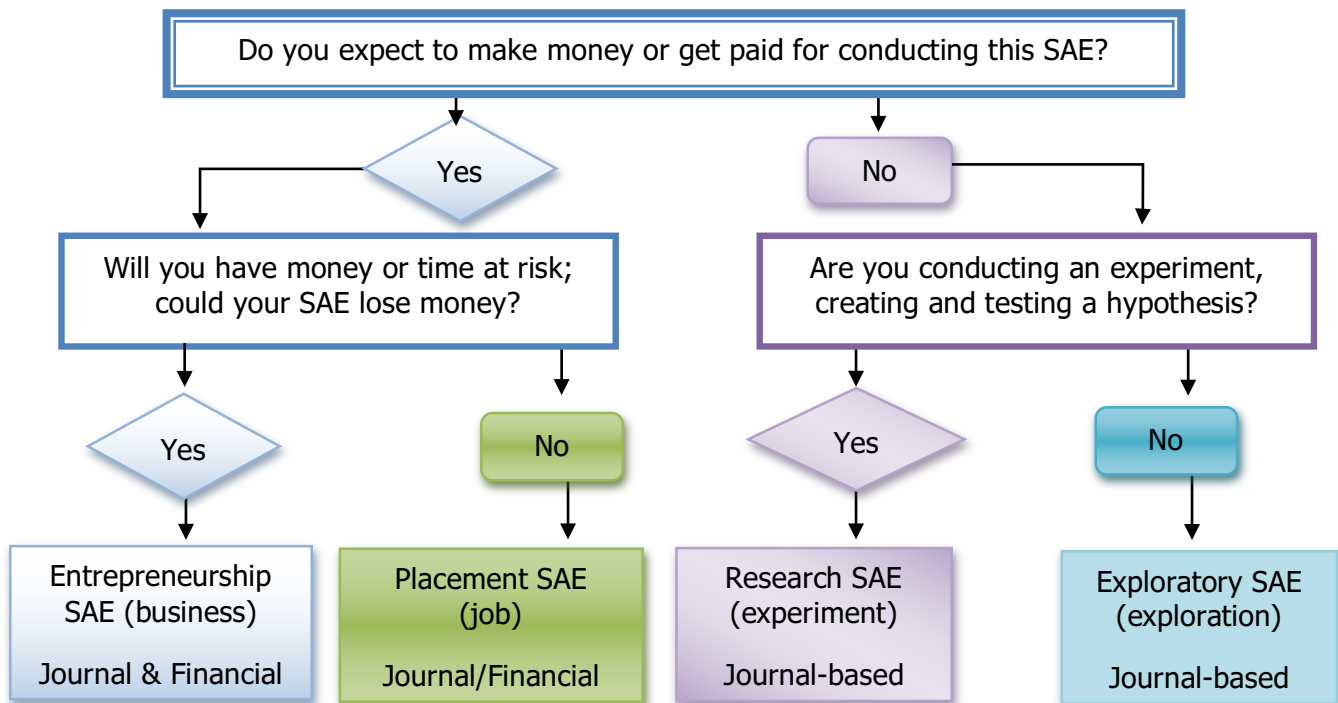 Do you expect to make money or get paid for conducting this SAE?
Yes
No
Will you have money or time at risk;
could your SAE lose money?
Are you conducting an experiment,
creating and testing a hypothesis?
Yes
No
Yes
No
Entrepreneurship
SAE (business)
Journal & Financial
Placement SAE
(job)
Journal/Financial
Research SAE
(experiment)
Journal-based
Exploratory SAE
(exploration)
Journal-based